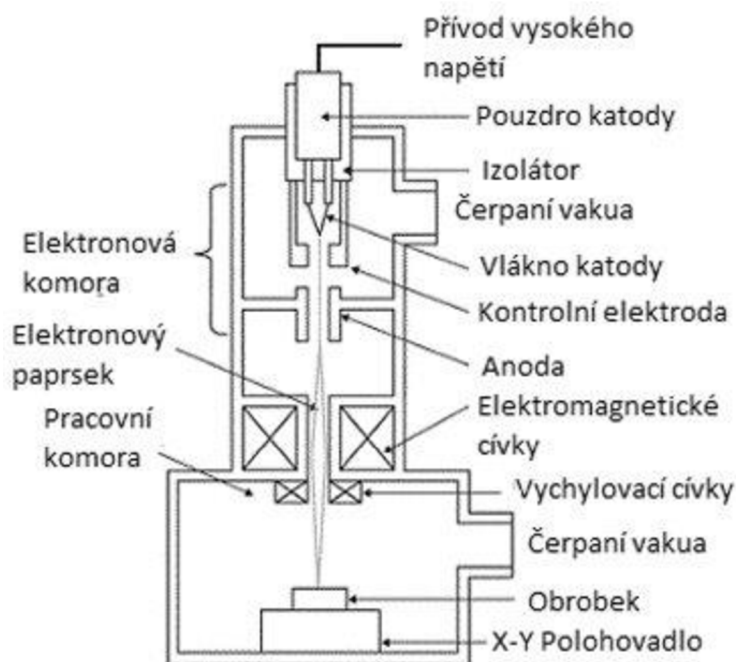 Přívod vysokého
napětí
Pouzdro katody
Izolátor
Čerpaní vakua
Elektronová
komora
Vlákno katody
Kontrolní elektroda
Elektronový
paprsek
Anoda
Elektromagnetické
cívky
Pracovní
komora
Vychylovací cívky
Čerpaní vakua
Obrobek
X-Y Polohovadlo